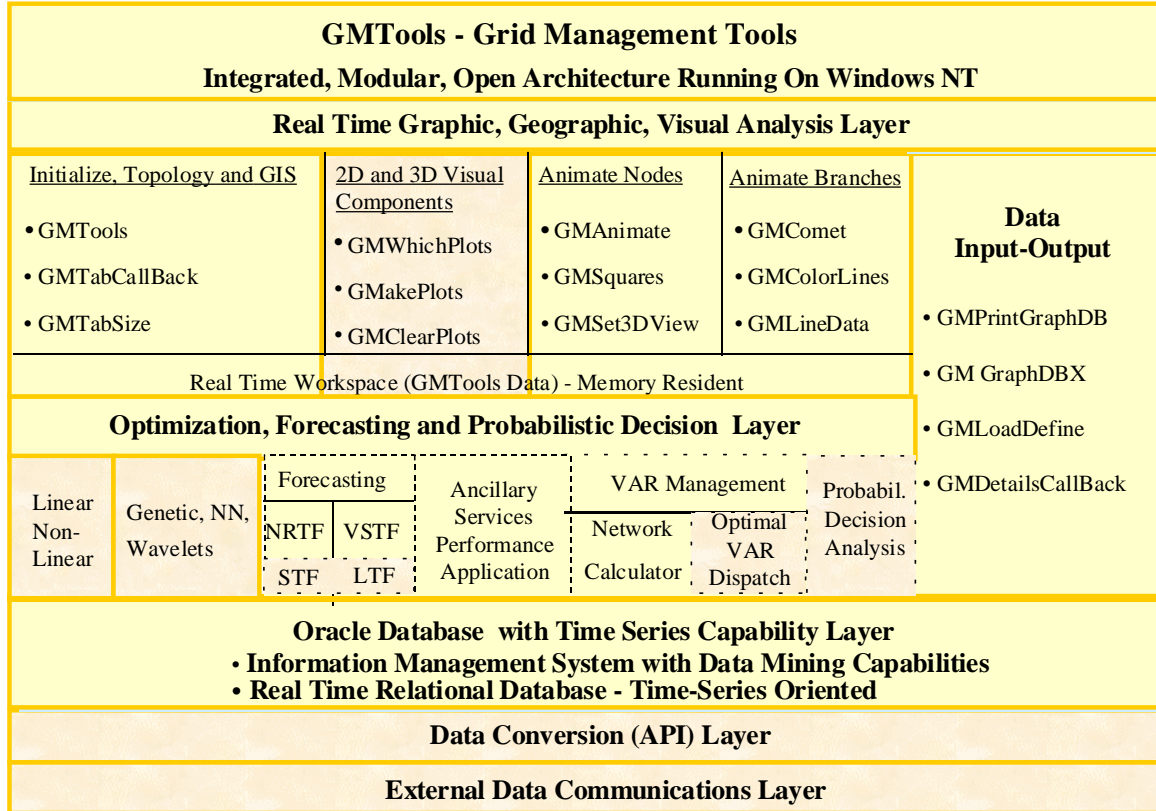 GMTools - Grid Management Tools
Integrated, Modular, Open Architecture Running On Windows NT
Real Time Graphic, Geographic, Visual Analysis Layer
Initialize, Topology and GIS
• GMTools
• GMTabCallBack
• GMTabSize
2D and 3D Visual
Components
• GMWhichPlots
• GMakePlots
• GMClearPlots
Animate Nodes
• GMAnimate
• GMSquares
• GMSet3DView
Animate Branches
• GMComet
• GMColorLines
• GMLineData
Data
Input-Output
• GMPrintGraphDB
• GM GraphDBX
• GMLoadDefine
• GMDetailsCallBack
Real Time Workspace (GMTools Data) - Memory Resident
Optimization, Forecasting and Probabilistic Decision Layer
Linear
Non-
Linear
Genetic, NN,
Wavelets
Forecasting
NRTF
VSTF
STF
LTF
Ancillary
Services
Performance
Application
VAR Management
Network
Calculator
Optimal
VAR
Dispatch
Probabil.
Decision
Analysis
Oracle Database with Time Series Capability Layer
• Information Management System with Data Mining Capabilities
• Real Time Relational Database - Time-Series Oriented
Data Conversion (API) Layer
External Data Communications Layer